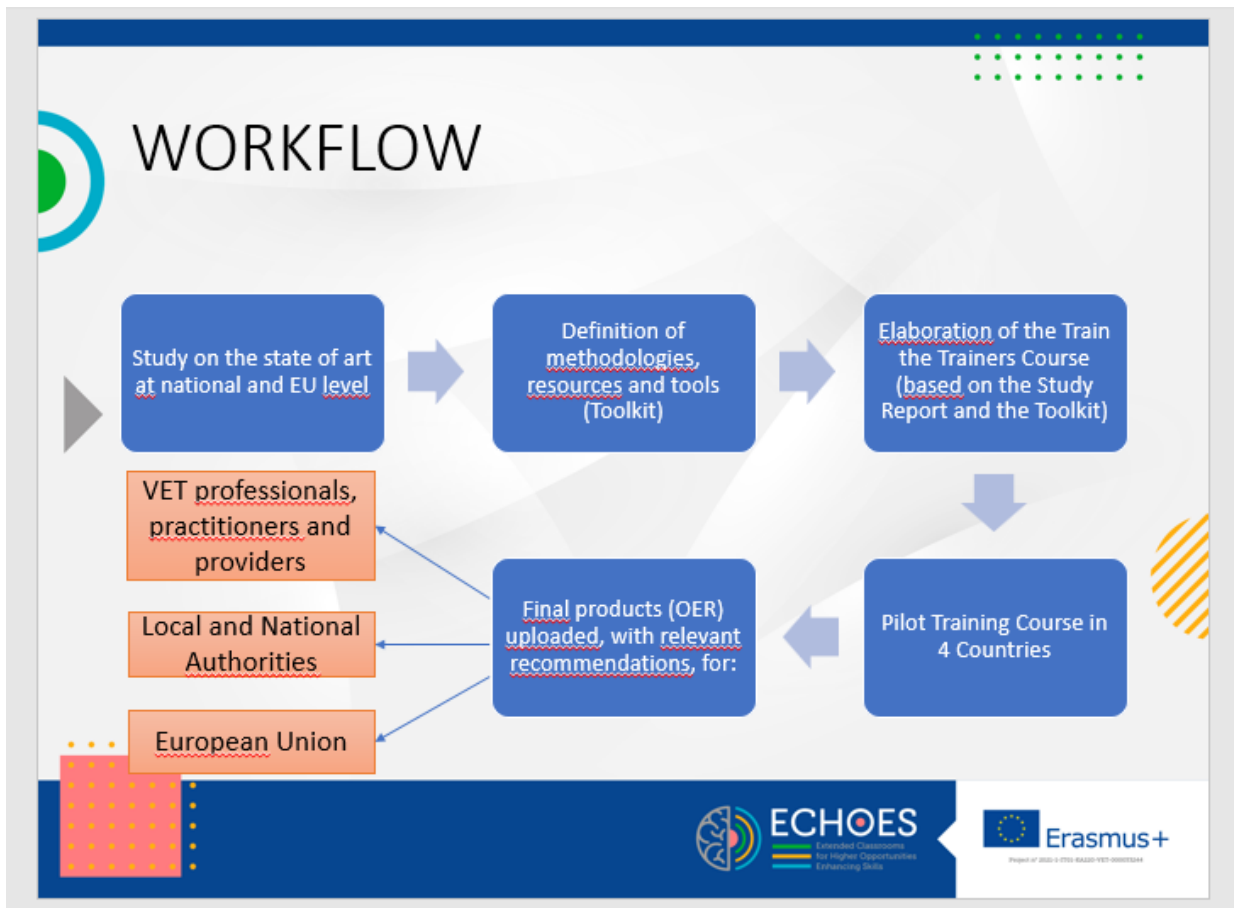 WORKFLOW
Study on the state of art
at national and EU level
Definition of
methodologies,
resources and tools
(Toolkit)
Elaboration of the Train
the Trainers Course
(based on the Study
Report and the Toolkit)
Pilot Training Course in
4 Countries
Final products (OER)
uploaded, with relevant
recommendations, for:
VET professionals,
practitioners and
providers
Local and National
Authorities
European Union
ECHOES
Extended Classrooms
for Higher Opportunities
Enhancing Skills
Erasmus+